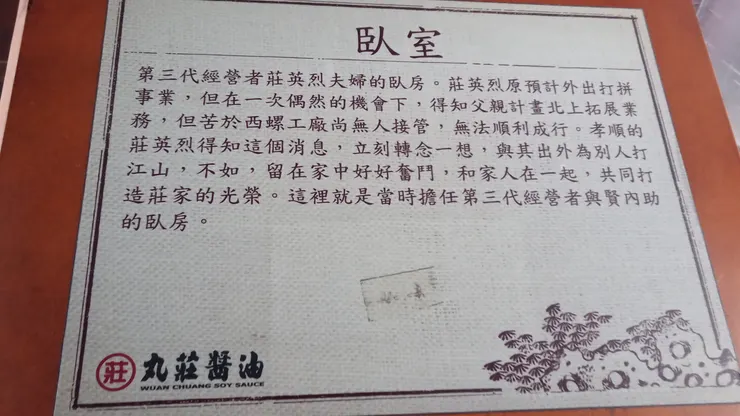 臥室
第三代經營者莊英烈夫婦的臥房。莊英烈原預計外出打拼
事業，但在一次偶然的機會下，得知父親計畫北上拓展業
務，但苦於西螺工廠尚無人接管，無法順利成行。孝順的
莊英烈得知這個消息，立刻轉念一想，與其出外為別人打
江山，不如，留在家中好好奮鬥，和家人在一起，共同打
造莊家的光榮。這裡就是當時擔任第三代經營者與賢內助
的臥房。
莊 丸莊醬油
WUAN CHUANG SOY SAUCE